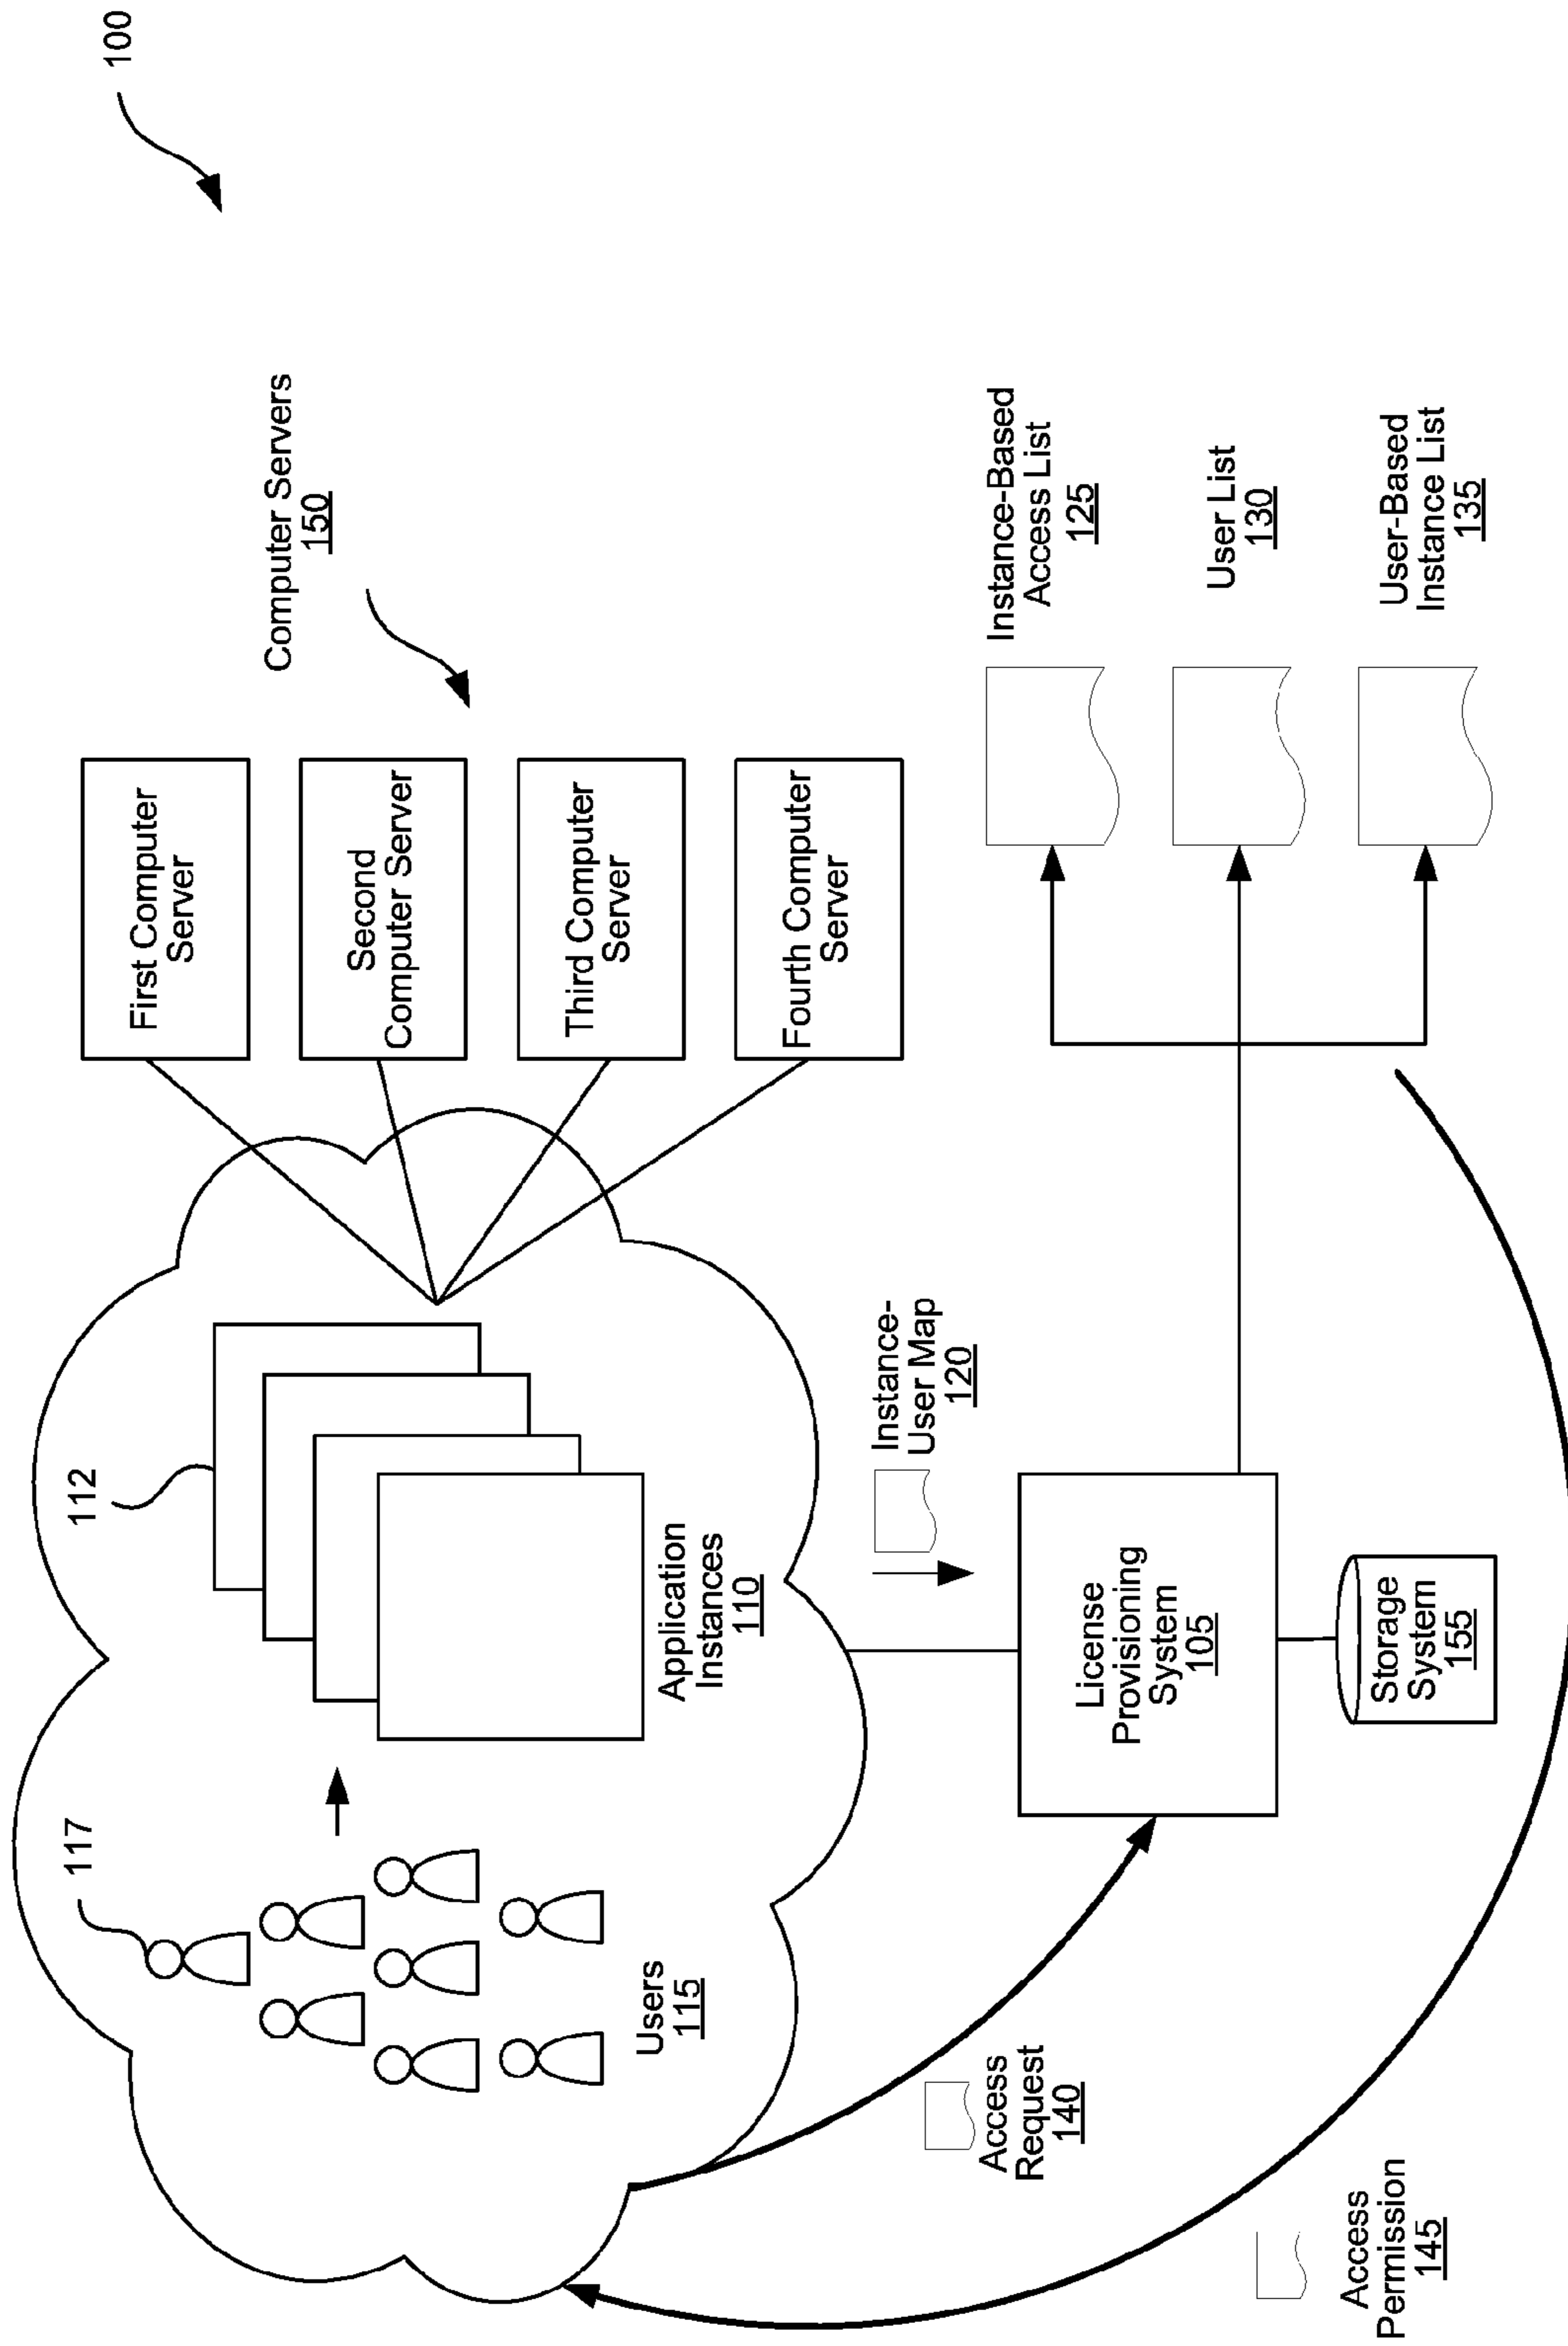 100
Computer Servers
150
First Computer
Server
Second
Computer Server
Third Computer
Server
Fourth Computer
Server
112
117
Application
Instances
110
Users
115
Instance-
User Map
120
Instance-Based
Access List
125
User List
130
User-Based
Instance List
135
License
Provisioning
System
105
Storage
System
155
Access
Request
140
Access
Permission
145